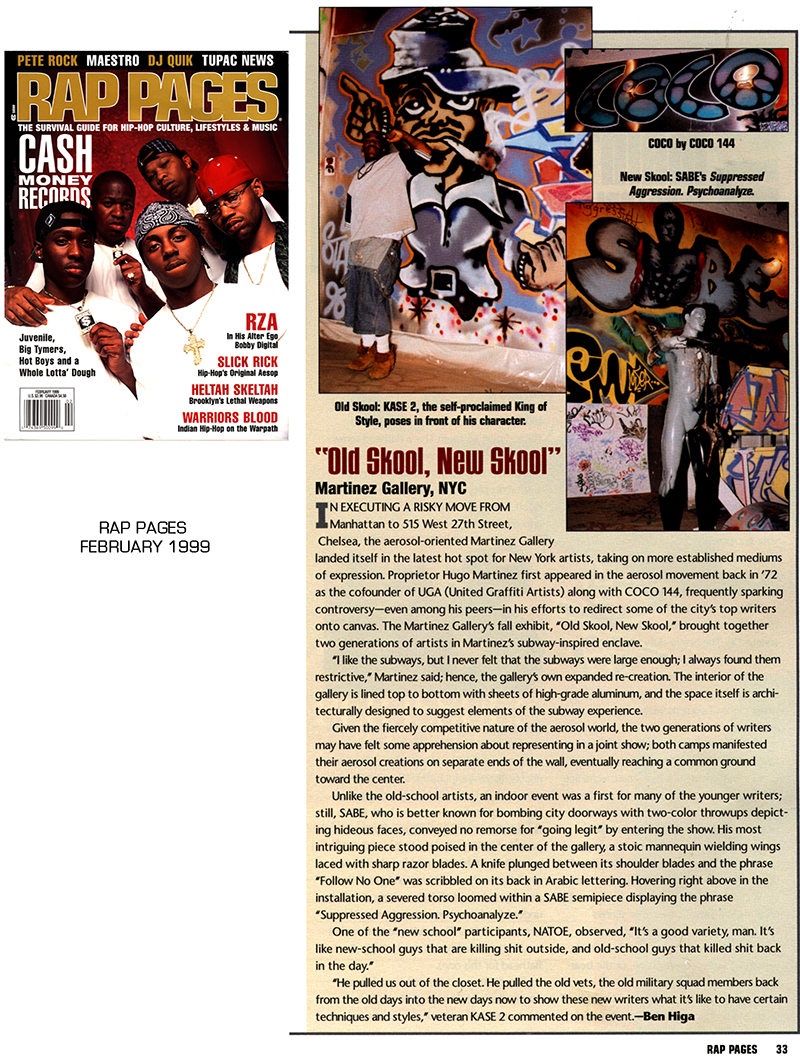 PETE ROCK MAESTRO DJ QUIK TUPAC NEWS
RAP PAGES
THE SURVIVAL GUIDE FOR HIP-HOP CULTURE, LIFESTYLES & MUSIC
CASH
MONEY
RECORDS
Juvenile,
Big Tymers,
Hot Boys and a
Whole Lotta' Dough
RZA
In His Alter Ego
Bobby Digital
SLICK RICK
Hip-Hop's Original Aesop
HELTAH SKELTAH
Brooklyn's Lethal Weapons
WARRIORS BLOOD
Indian Hip-Hop on the Warpath
FEBRUARY 1999
RAP PAGES
FEBRUARY 1999
COCO
COCO by COCO 144
New Skool: SABE's Suppressed
Aggression. Psychoanalyze.
SABE
Old Skool: KASE 2, the self-proclaimed King of
Style, poses in front of his character.
"Old Skool, New Skool"
Martinez Gallery, NYC
IN EXECUTING A RISKY MOVE FROM
Manhattan to 515 West 27th Street,
Chelsea, the aerosol-oriented Martinez Gallery
landed itself in the latest hot spot for New York artists, taking on more established mediums
of expression. Proprietor Hugo Martinez first appeared in the aerosol movement back in '72
as the cofounder of UGA (United Graffiti Artists) along with COCO 144, frequently sparking
controversy—even among his peers—in his efforts to redirect some of the city's top writers
onto canvas. The Martinez Gallery's fall exhibit, "Old Skool, New Skool," brought together
two generations of artists in Martinez's subway-inspired enclave.
"I like the subways, but I never felt that the subways were large enough; I always found them
restrictive," Martinez said; hence, the gallery's own expanded re-creation. The interior of the
gallery is lined top to bottom with sheets of high-grade aluminum, and the space itself is archi-
tecturally designed to suggest elements of the subway experience.
Given the fiercely competitive nature of the aerosol world, the two generations of writers
may have felt some apprehension about representing in a joint show; both camps manifested
their aerosol creations on separate ends of the wall, eventually reaching a common ground
toward the center.
Unlike the old-school artists, an indoor event was a first for many of the younger writers;
still, SABE, who is better known for bombing city doorways with two-color throwups depict-
ing hideous faces, conveyed no remorse for "going legit" by entering the show. His most
intriguing piece stood poised in the center of the gallery, a stoic mannequin wielding wings
laced with sharp razor blades. A knife plunged between its shoulder blades and the phrase
"Follow No One" was scribbled on its back in Arabic lettering. Hovering right above in the
installation, a severed torso loomed within a SABE semipiece displaying the phrase
"Suppressed Aggression. Psychoanalyze."
One of the "new school" participants, NATOE, observed, "It's a good variety, man. It's
like new-school guys that are killing shit outside, and old-school guys that killed shit back
in the day."
"He pulled us out of the closet. He pulled the old vets, the old military squad members back
from the old days into the new days now to show these new writers what it's like to have certain
techniques and styles," veteran KASE 2 commented on the event.—Ben Higa
RAP PAGES 33